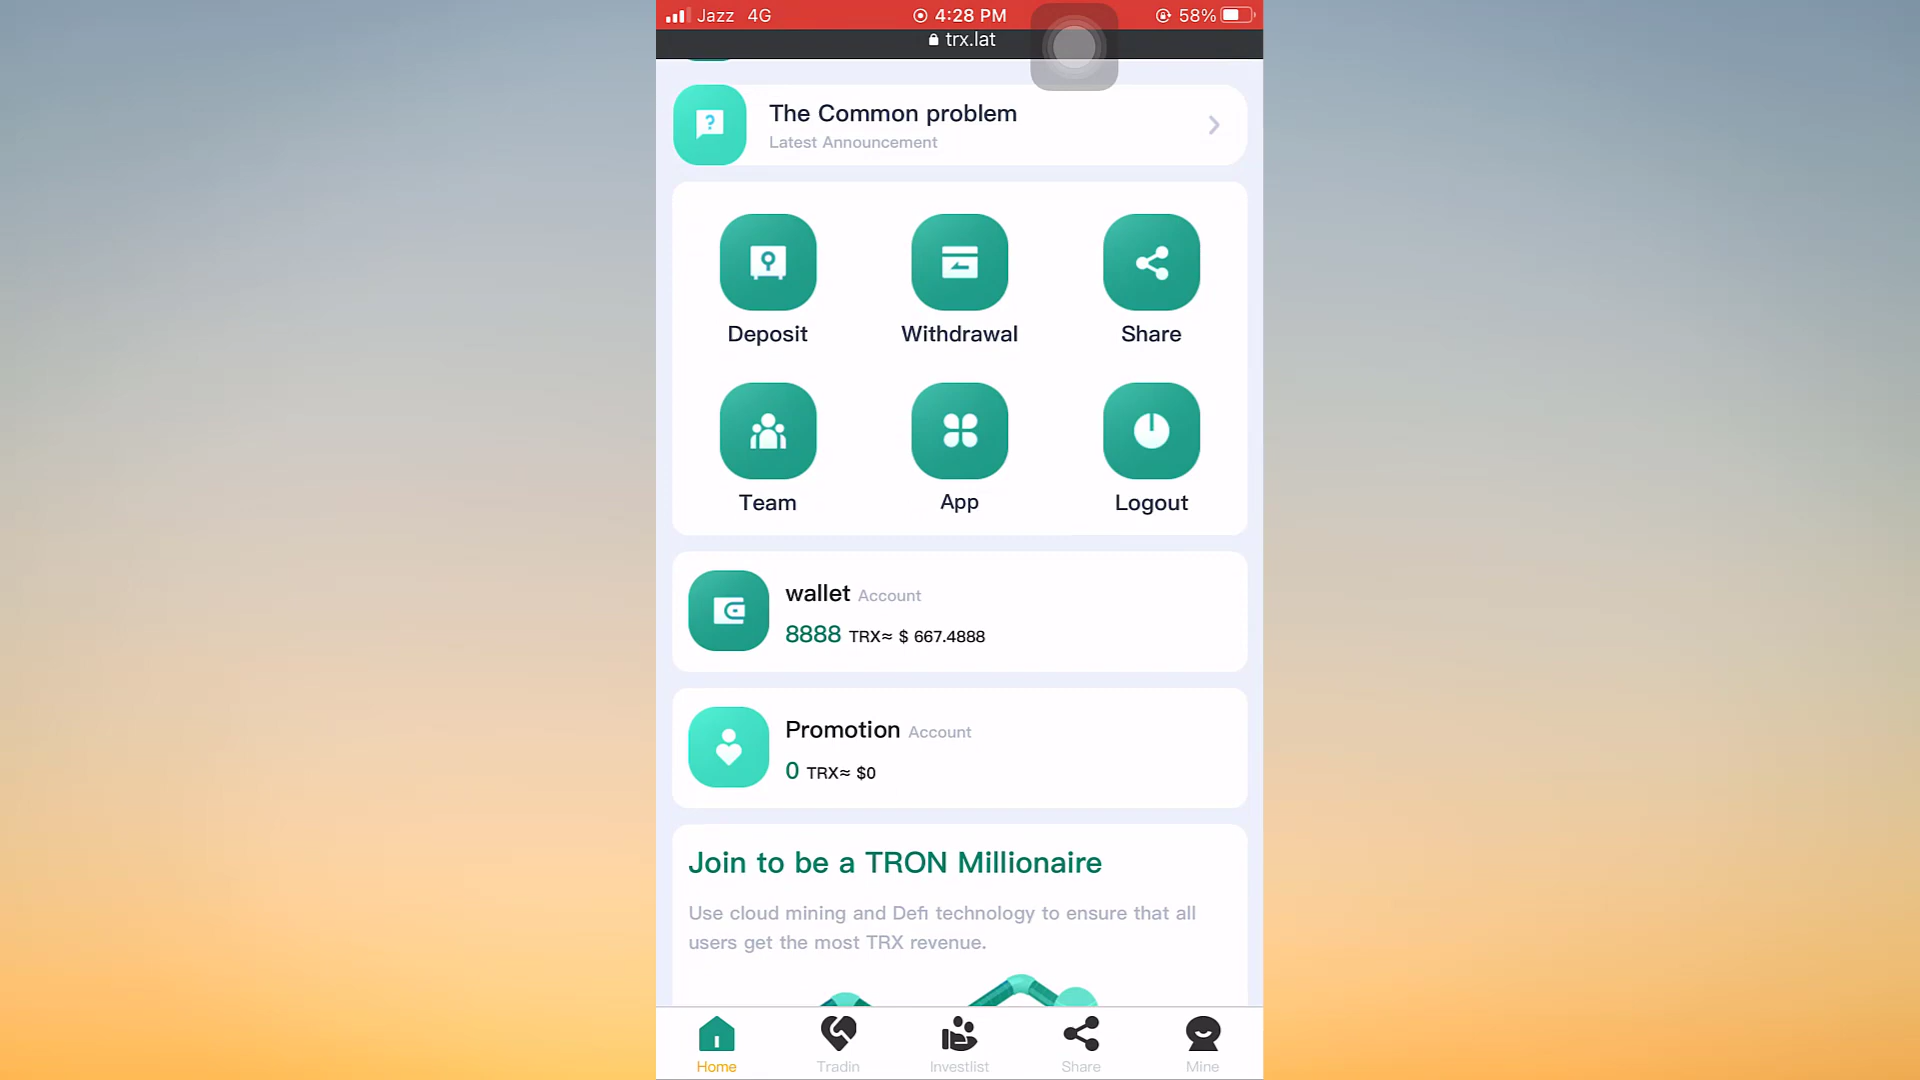 Jazz 4G 4:28 PM 58%
trx.lat
The Common problem
Latest Announcement
Deposit Withdrawal Share
Team App Logout
wallet Account
8888 TRX≈ $ 667.4888
Promotion Account
0 TRX≈ $0
Join to be a TRON Millionaire
Use cloud mining and Defi technology to ensure that all
users get the most TRX revenue.
Home Tradin Investlist Share Mine